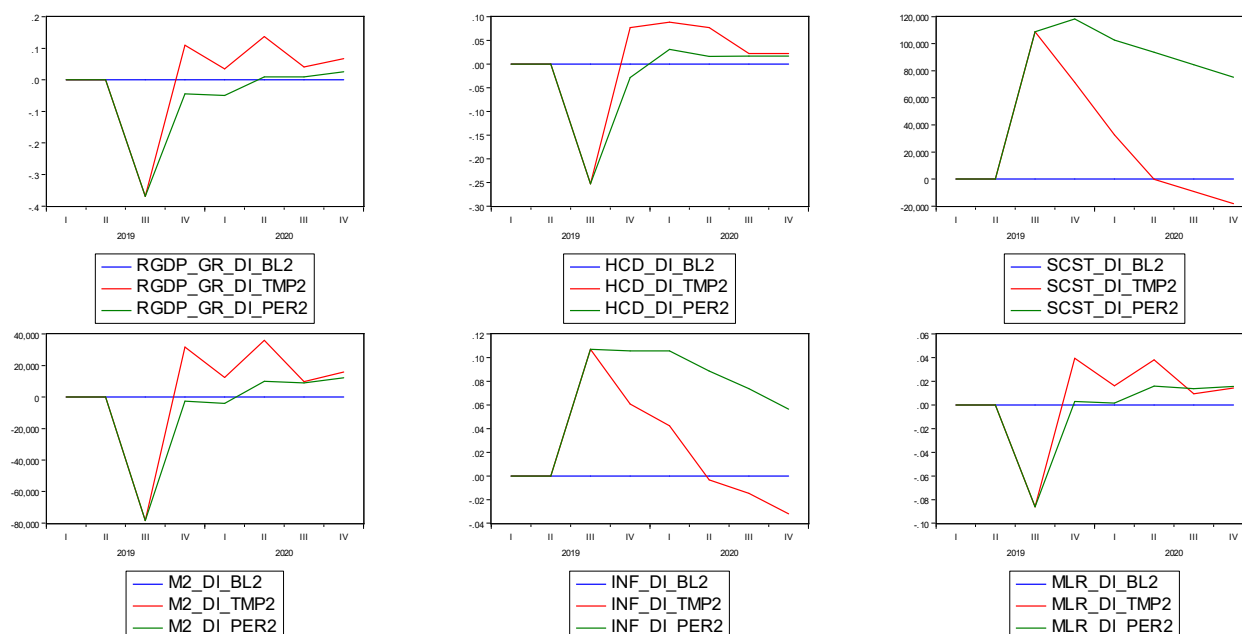 .2
.1
.0
-.1
-.2
-.3
-.4
I II III IV I II III IV
2019 2020
RGDP_GR_DI_BL2
RGDP_GR_DI_TMP2
RGDP_GR_DI_PER2
.10
.05
.00
-.05
-.10
-.15
-.20
-.25
-.30
I II III IV I II III IV
2019 2020
HCD_DI_BL2
HCD_DI_TMP2
HCD_DI_PER2
120,000
100,000
80,000
60,000
40,000
20,000
0
-20,000
I II III IV I II III IV
2019 2020
SCST_DI_BL2
SCST_DI_TMP2
SCST_DI_PER2
40,000
20,000
0
-20,000
-40,000
-60,000
-80,000
I II III IV I II III IV
2019 2020
M2_DI_BL2
M2_DI_TMP2
M2_DI_PER2
.12
.10
.08
.06
.04
.02
.00
-.02
-.04
I II III IV I II III IV
2019 2020
INF_DI_BL2
INF_DI_TMP2
INF_DI_PER2
.06
.04
.02
.00
-.02
-.04
-.06
-.08
-.10
I II III IV I II III IV
2019 2020
MLR_DI_BL2
MLR_DI_TMP2
MLR_DI_PER2